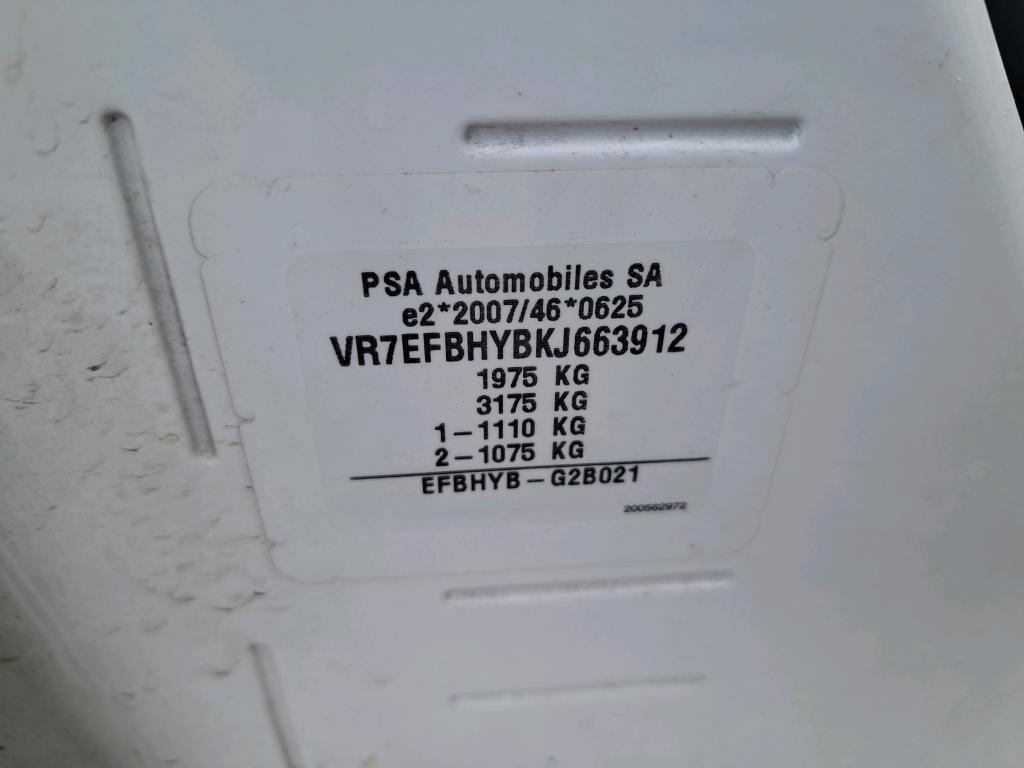 PSA Automobiles SA
e2*2007/46*0625
VR7EFBHYBKJ663912
1975 KG
3175 KG
1-1110 KG
2-1075 KG
EFBHYB-G2B021
200562972